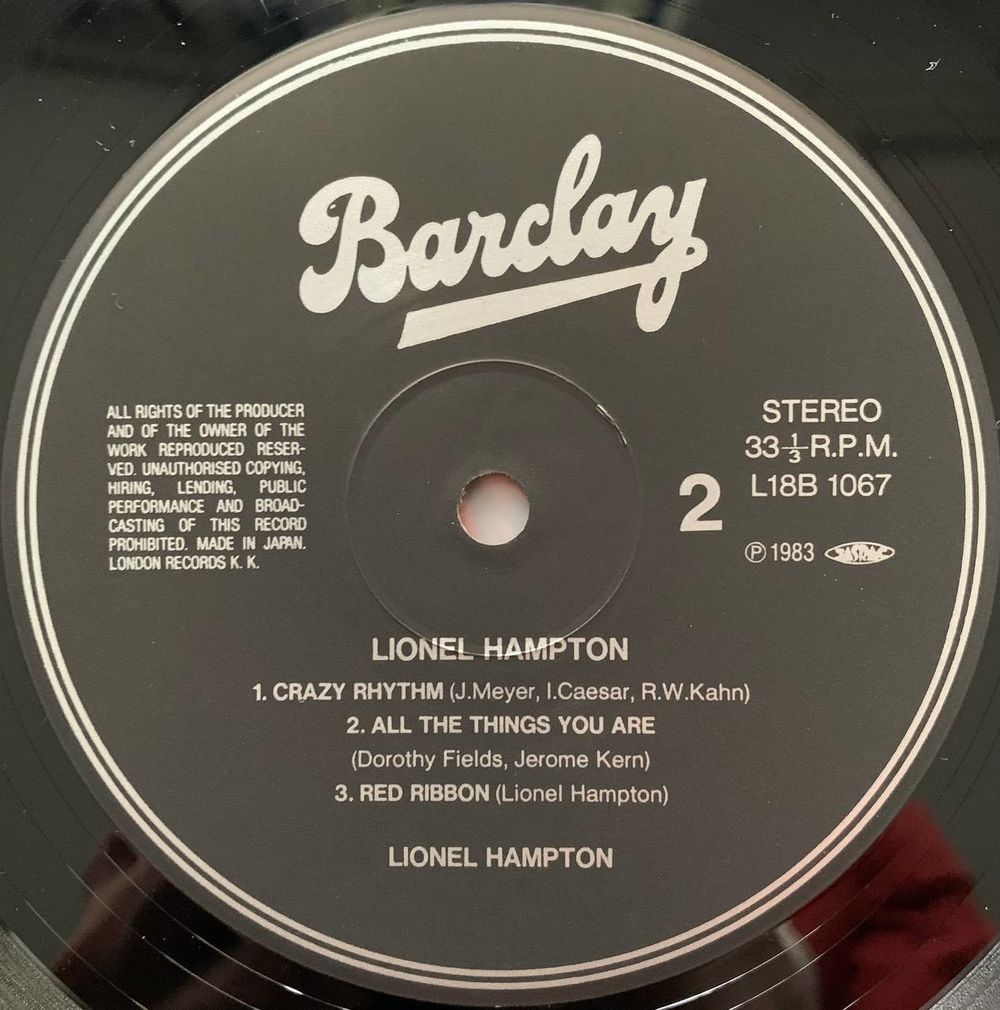 Barclay
ALL RIGHTS OF THE PRODUCER
AND OF THE OWNER OF THE
WORK REPRODUCED RESER-
VED. UNAUTHORISED COPYING,
HIRING, LENDING, PUBLIC
PERFORMANCE AND BROAD-
CASTING OF THIS RECORD
PROHIBITED. MADE IN JAPAN.
LONDON RECORDS K. K.
STEREO
33 1/3 R.P.M.
2 L18B 1067
℗ 1983 JASRAC
LIONEL HAMPTON
1. CRAZY RHYTHM (J.Meyer, I.Caesar, R.W.Kahn)
2. ALL THE THINGS YOU ARE
(Dorothy Fields, Jerome Kern)
3. RED RIBBON (Lionel Hampton)
LIONEL HAMPTON